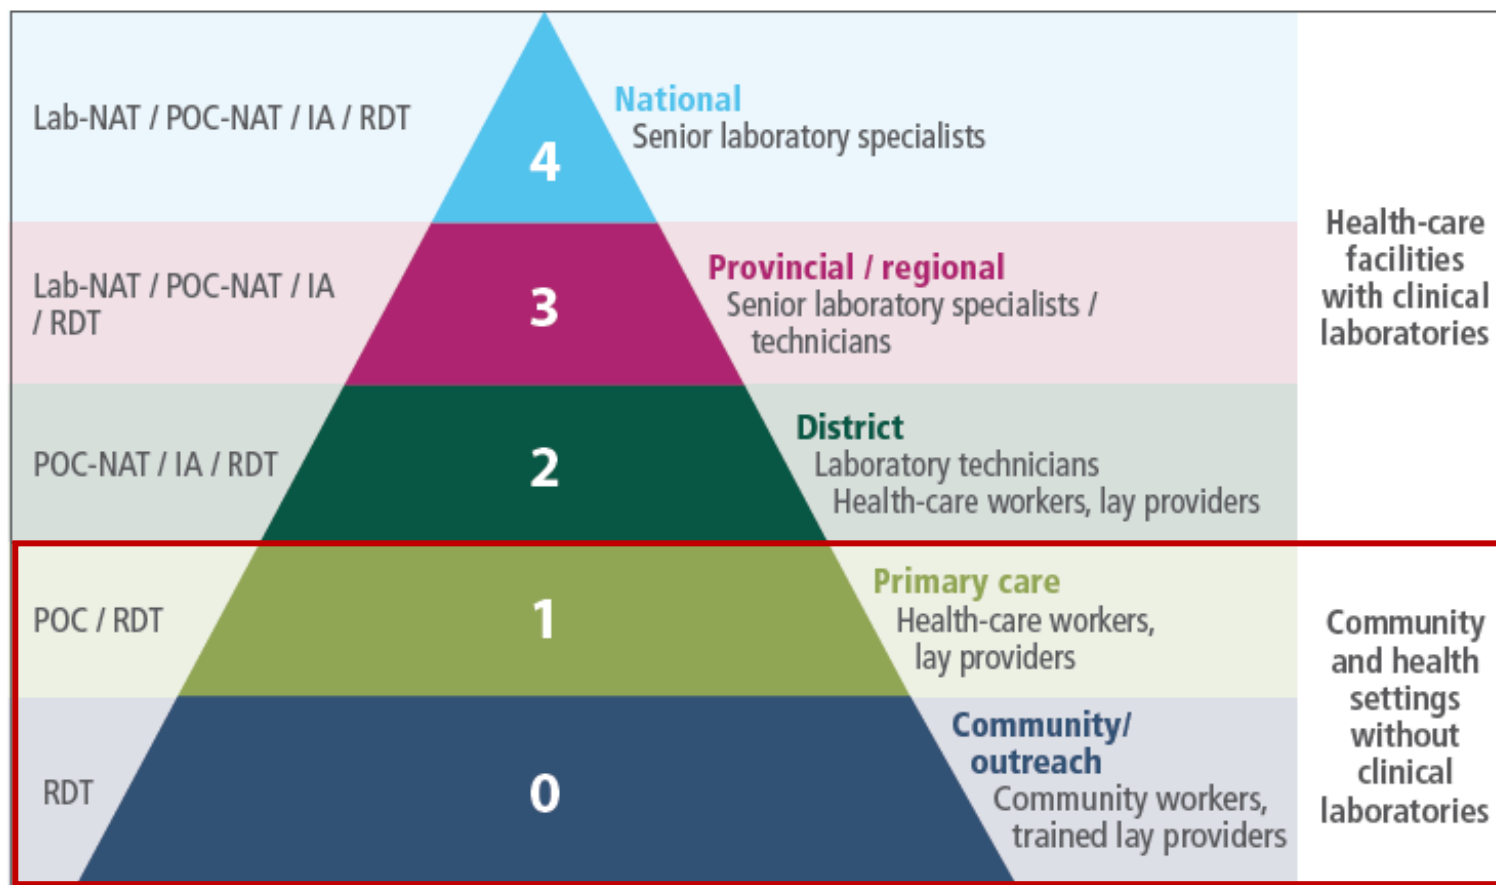 Lab-NAT / POC-NAT / IA / RDT
4
National
Senior laboratory specialists
Lab-NAT / POC-NAT / IA
/ RDT
3
Provincial / regional
Senior laboratory specialists /
technicians
Health-care
facilities
with clinical
laboratories
POC-NAT / IA / RDT
2
District
Laboratory technicians
Health-care workers, lay providers
POC / RDT
1
Primary care
Health-care workers,
lay providers
RDT
0
Community/
outreach
Community workers,
trained lay providers
Community
and health
settings
without
clinical
laboratories